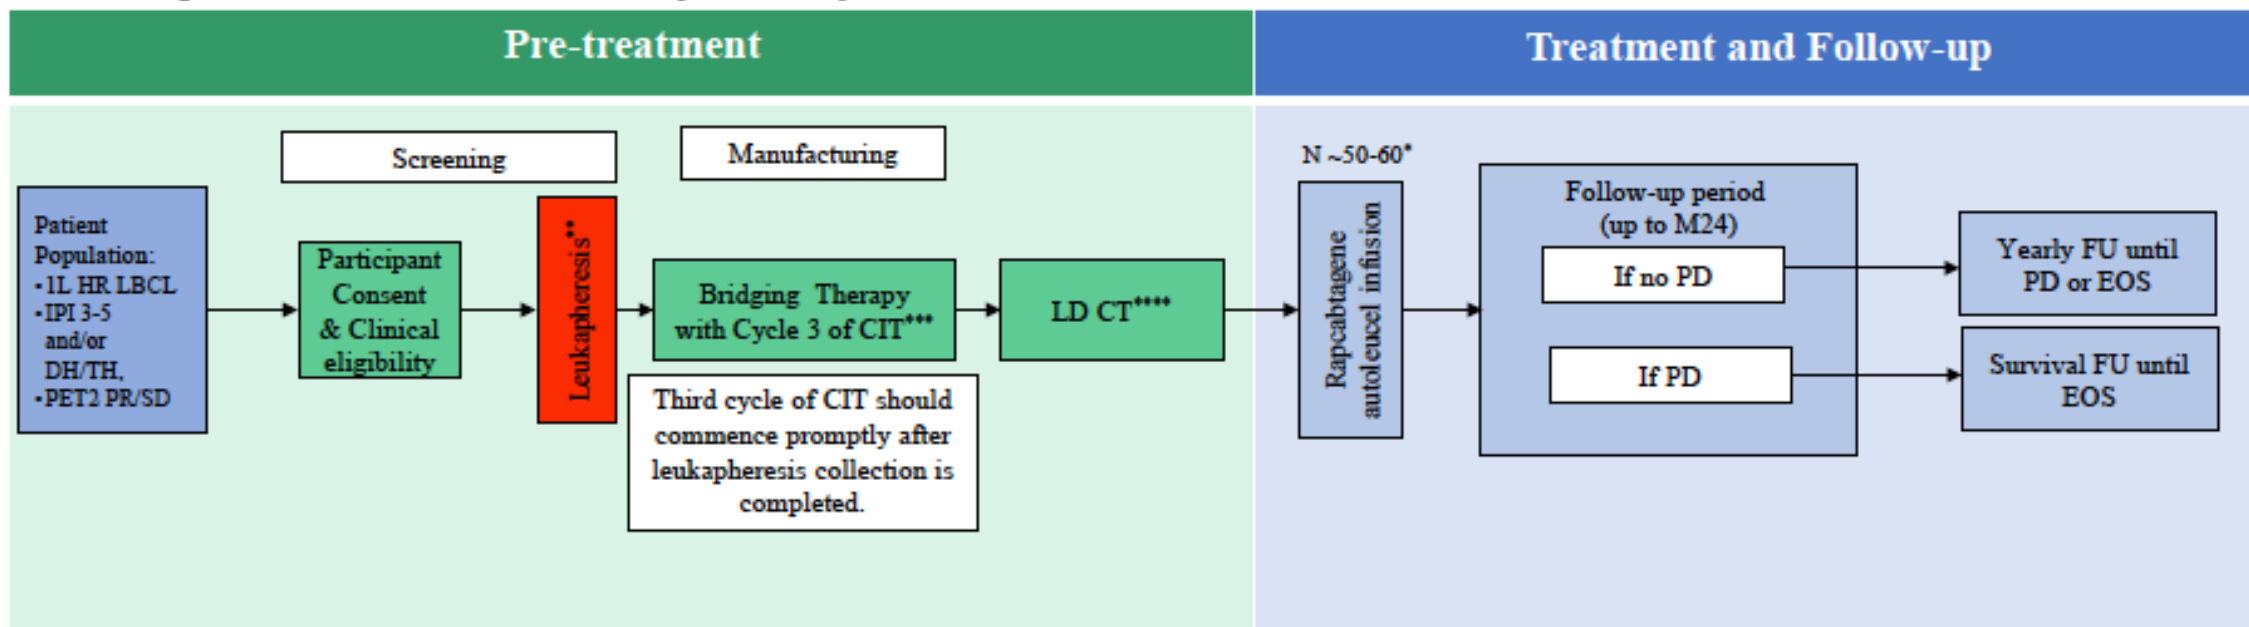 Pre-treatment
Treatment and Follow-up
Screening
Manufacturing
N ~50-60*
Patient
Population:
•1L HR LBCL
•IPI 3-5
and/or
DH/TH,
•PET2 PR/SD
Participant
Consent
& Clinical
eligibility
Leukapheresis**
Bridging Therapy
with Cycle 3 of CIT***
Third cycle of CIT should
commence promptly after
leukapheresis collection is
completed.
LD CT****
Rapcabtagene
autoleucel infusion
Follow-up period
(up to M24)
If no PD
If PD
Yearly FU until
PD or EOS
Survival FU until
EOS